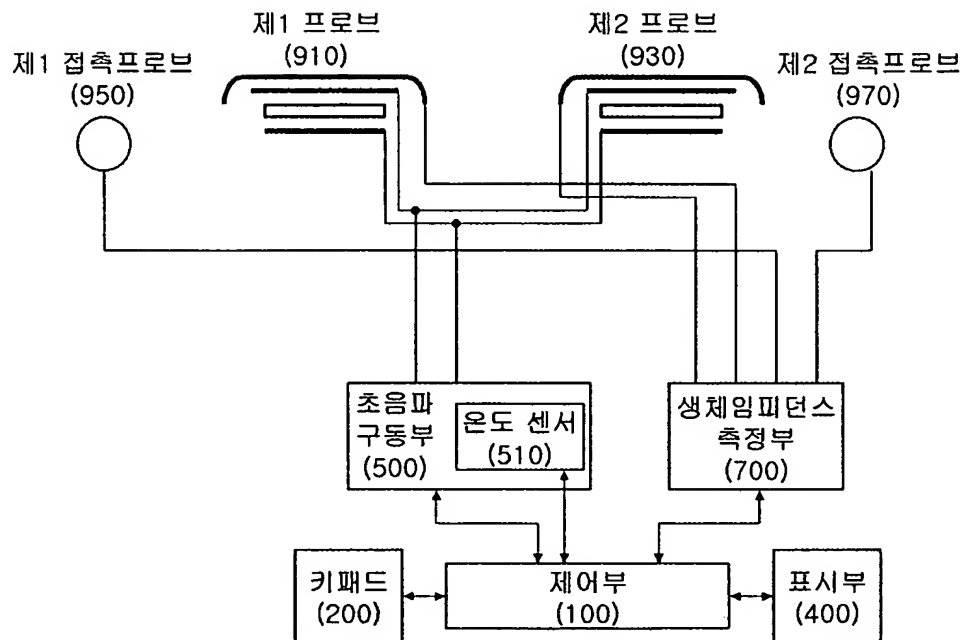 제1 프로브
(910)
제2 프로브
(930)
제1 접촉프로브
(950)
제2 접촉프로브
(970)
초음파
구동부
(500)
온도 센서
(510)
생체임피던스
측정부
(700)
키패드
(200)
제어부
(100)
표시부
(400)